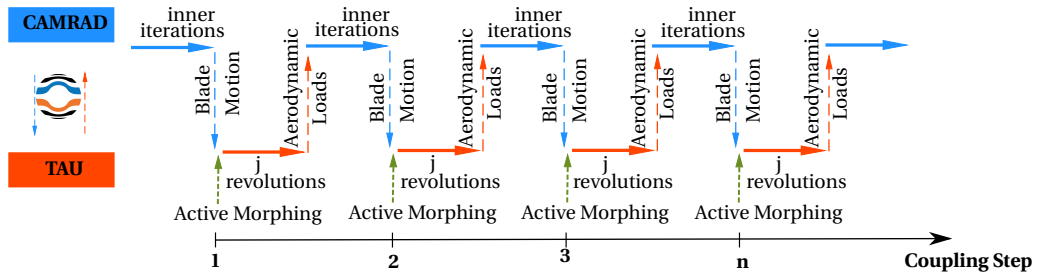 CAMRAD
TAU
inner
iterations
Blade
Motion
j
revolutions
Aerodynamic
Loads
Active Morphing
inner
iterations
Blade
Motion
j
revolutions
Aerodynamic
Loads
Active Morphing
inner
iterations
Blade
Motion
j
revolutions
Aerodynamic
Loads
Active Morphing
inner
iterations
Blade
Motion
j
revolutions
Aerodynamic
Loads
Active Morphing
1
2
3
n
Coupling Step